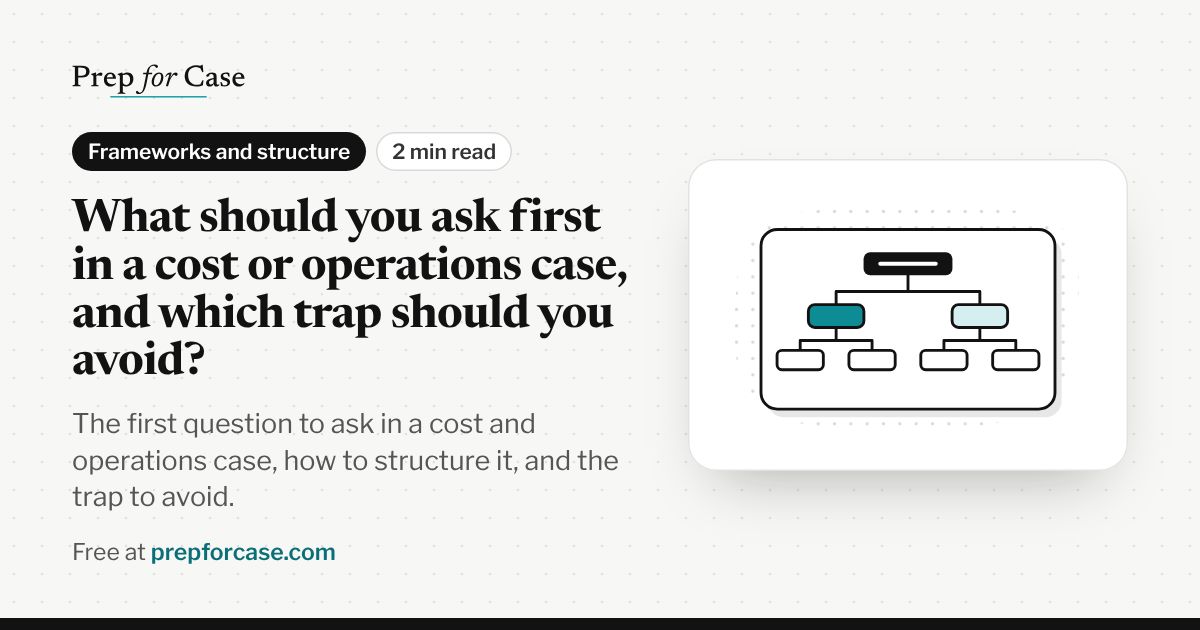 Prep for Case
Frameworks and structure
2 min read
What should you ask first
in a cost or operations case,
and which trap should you
avoid?
The first question to ask in a cost and
operations case, how to structure it, and the
trap to avoid.
Free at prepforcase.com